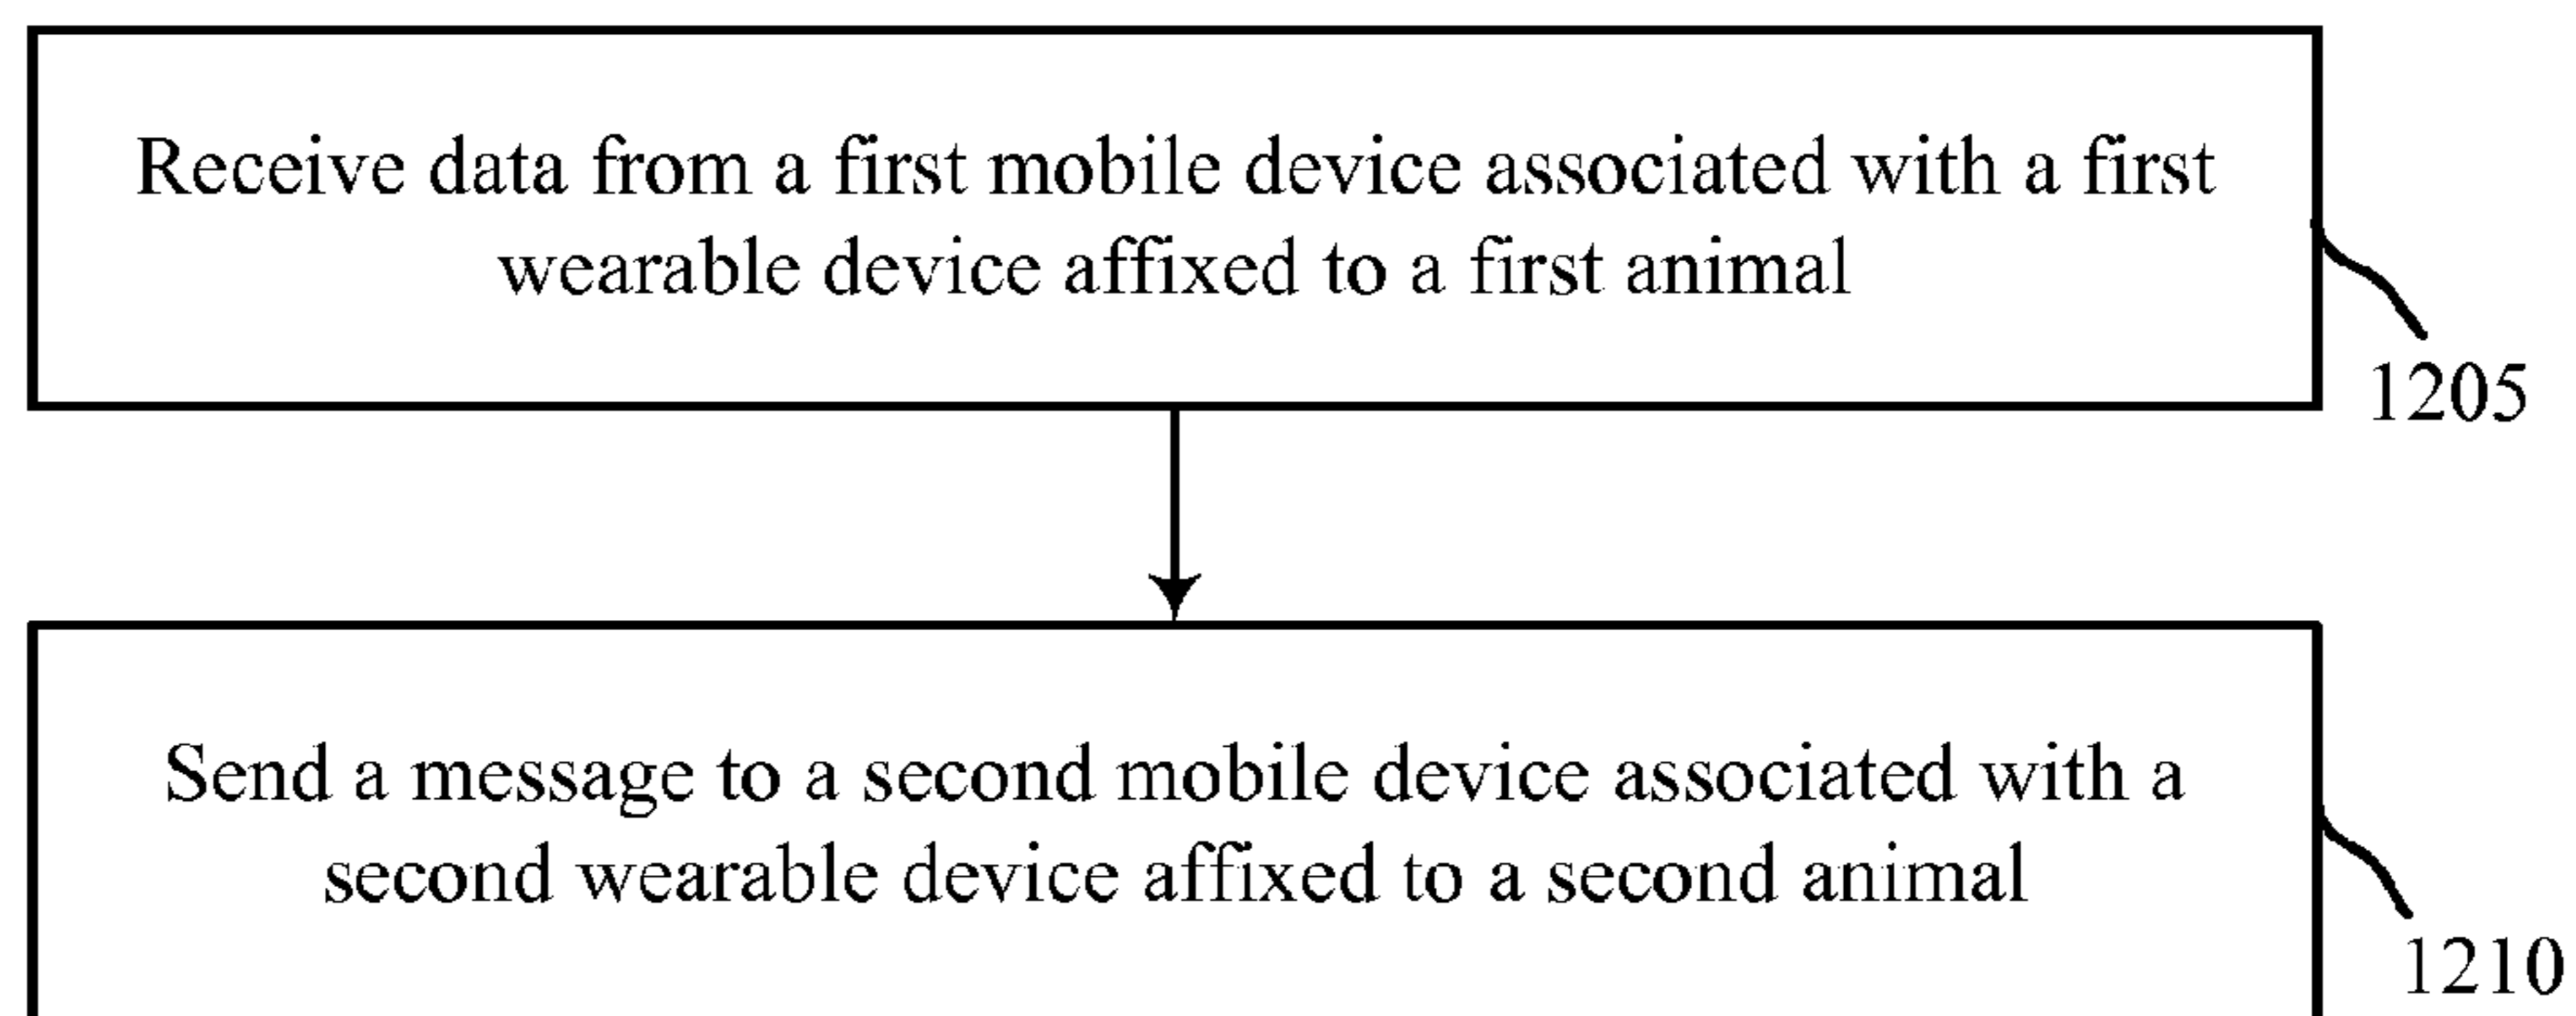 Receive data from a first mobile device associated with a first
wearable device affixed to a first animal
1205
Send a message to a second mobile device associated with a
second wearable device affixed to a second animal
1210